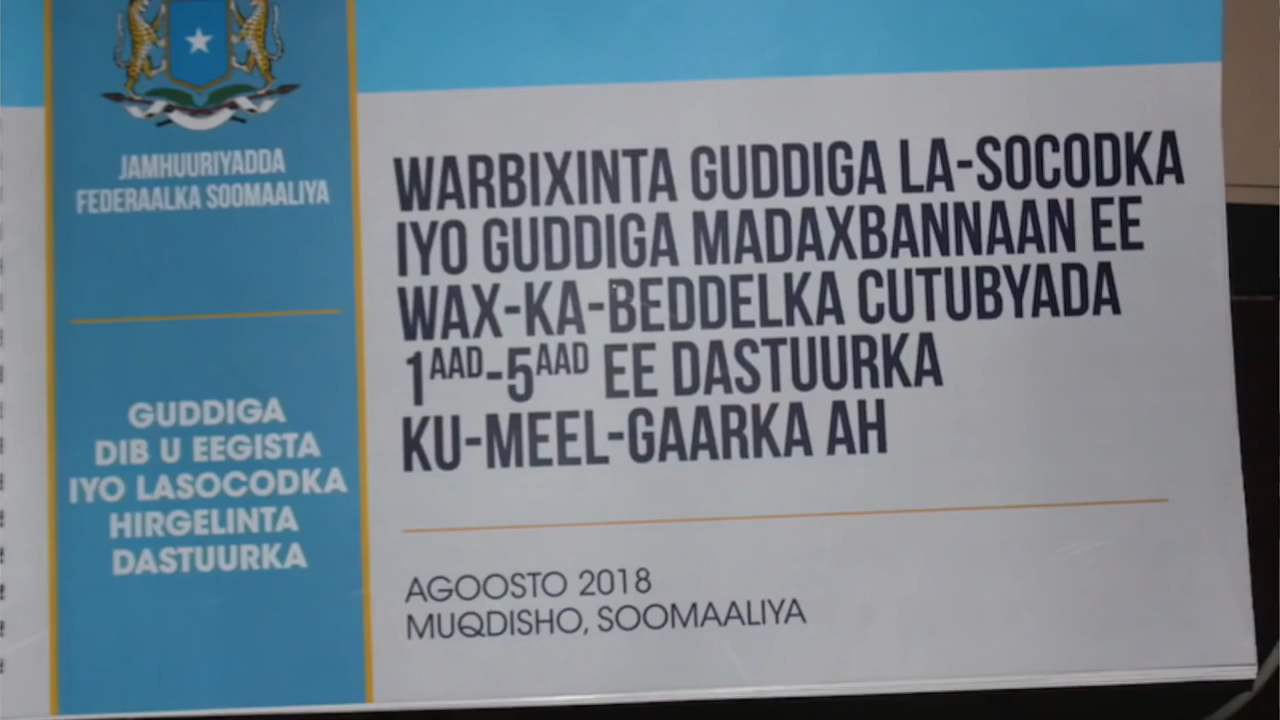 JAMHUURIYADDA
FEDERAALKA SOOMAALIYA
GUDDIGA
DIB U EEGISTA
IYO LASOCODKA
HIRGELINTA
DASTUURKA
WARBIXINTA GUDDIGA LA-SOCODKA
IYO GUDDIGA MADAXBANNAAN EE
WAX-KA-BEDDELKA CUTUBYADA
1AAD-5AAD EE DASTUURKA
KU-MEEL-GAARKA AH
AGOOSTO 2018
MUQDISHO, SOOMAALIYA